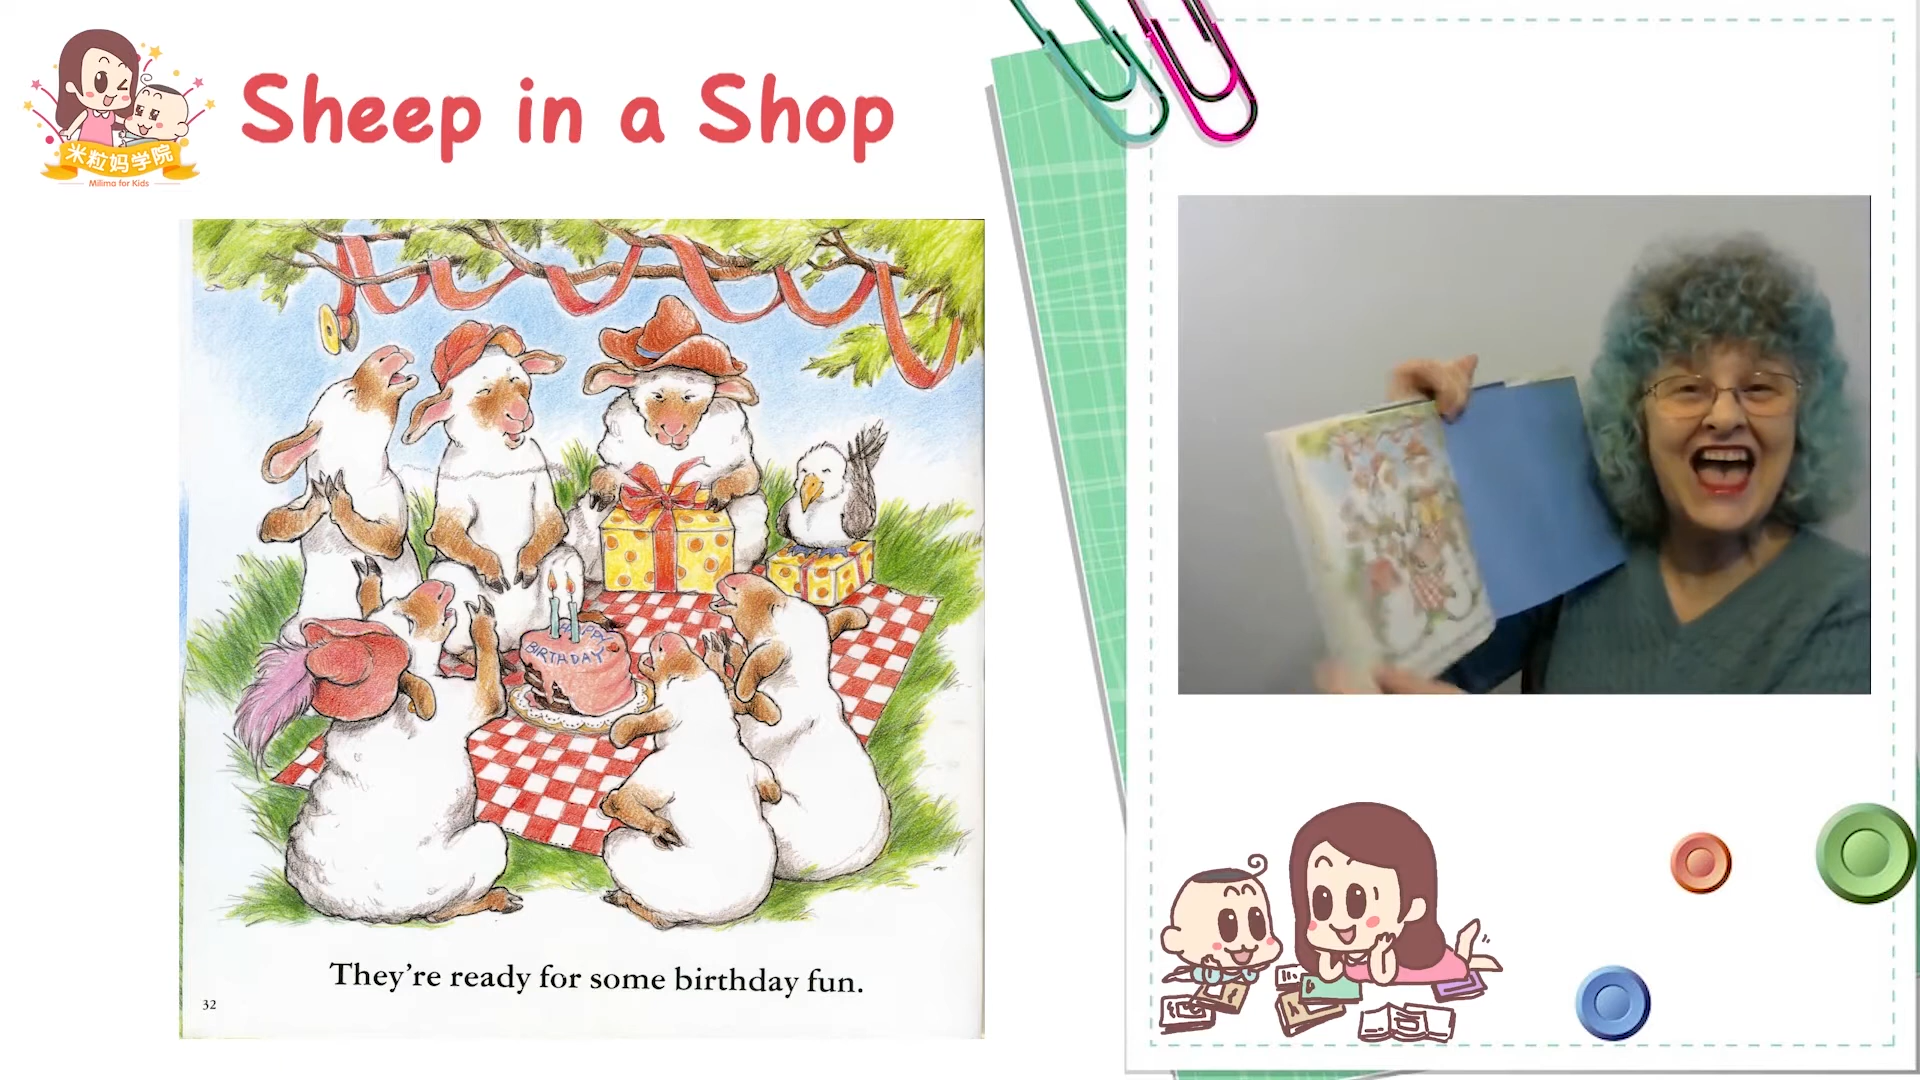 Sheep in a Shop
米粒妈学院
Milima for Kids
HAPPY
BIRTHDAY
They're ready for some birthday fun.
32